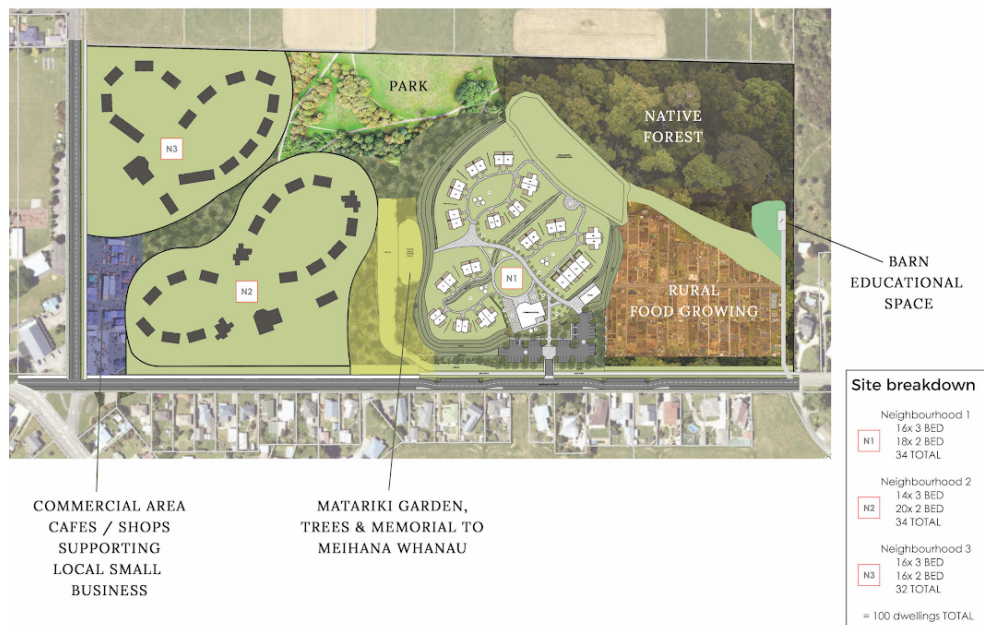 PARK
NATIVE
FOREST
N3
N1
N2
RURAL
FOOD GROWING
BARN
EDUCATIONAL
SPACE
COMMERCIAL AREA
CAFES / SHOPS
SUPPORTING
LOCAL SMALL
BUSINESS
MATARIKI GARDEN,
TREES & MEMORIAL TO
MEIHANA WHANAU
Site breakdown
Neighbourhood 1
N1
16x 3 BED
18x 2 BED
34 TOTAL
Neighbourhood 2
N2
14x 3 BED
20x 2 BED
34 TOTAL
Neighbourhood 3
N3
16x 3 BED
16x 2 BED
32 TOTAL
= 100 dwellings TOTAL